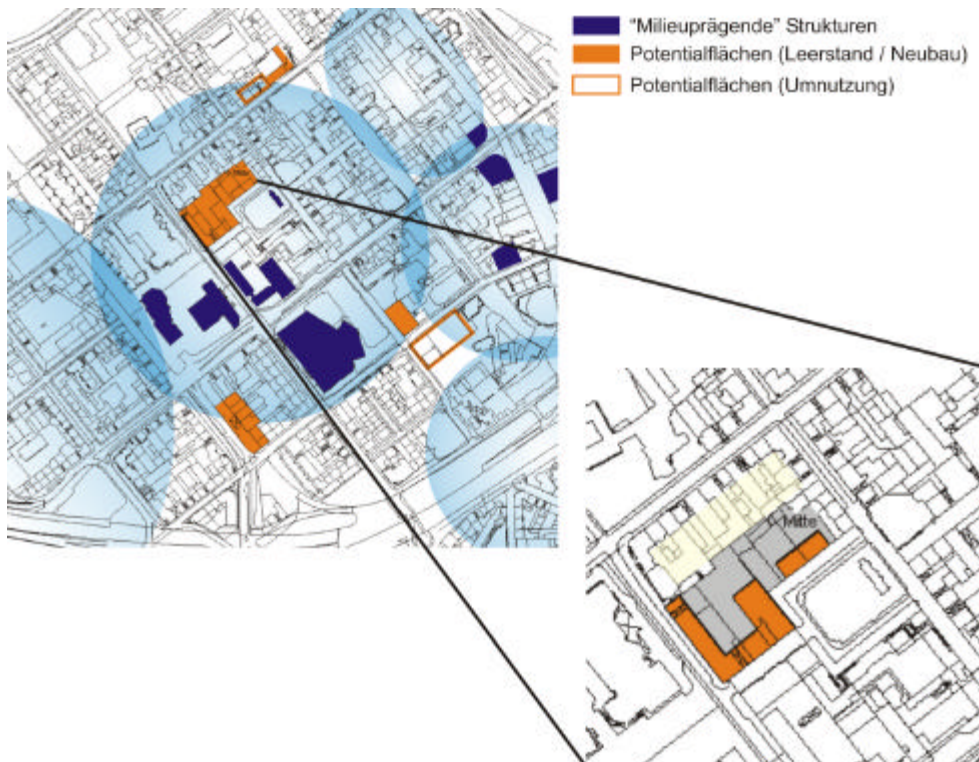 "Milieuprägende" Strukturen
Potentialflächen (Leerstand / Neubau)
Potentialflächen (Umnutzung)
Mitte